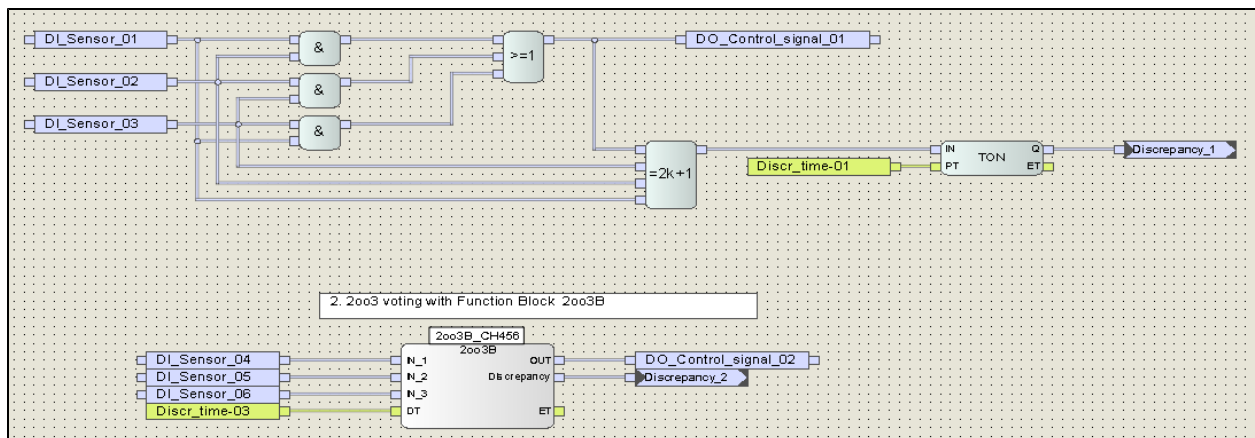 DI_Sensor_01
&
>=1
DO_Control_signal_01
DI_Sensor_02
&
DI_Sensor_03
&
=2k+1
IN
TON
Q
Discrepancy_1
Discr_time-01
PT
ET
2. 2oo3 voting with Function Block 2oo3B
2oo3B_CH456
2oo3B
DI_Sensor_04
IN_1
OUT
DO_Control_signal_02
DI_Sensor_05
IN_2
Discrepancy
Discrepancy_2
DI_Sensor_06
IN_3
Discr_time-03
DT
ET